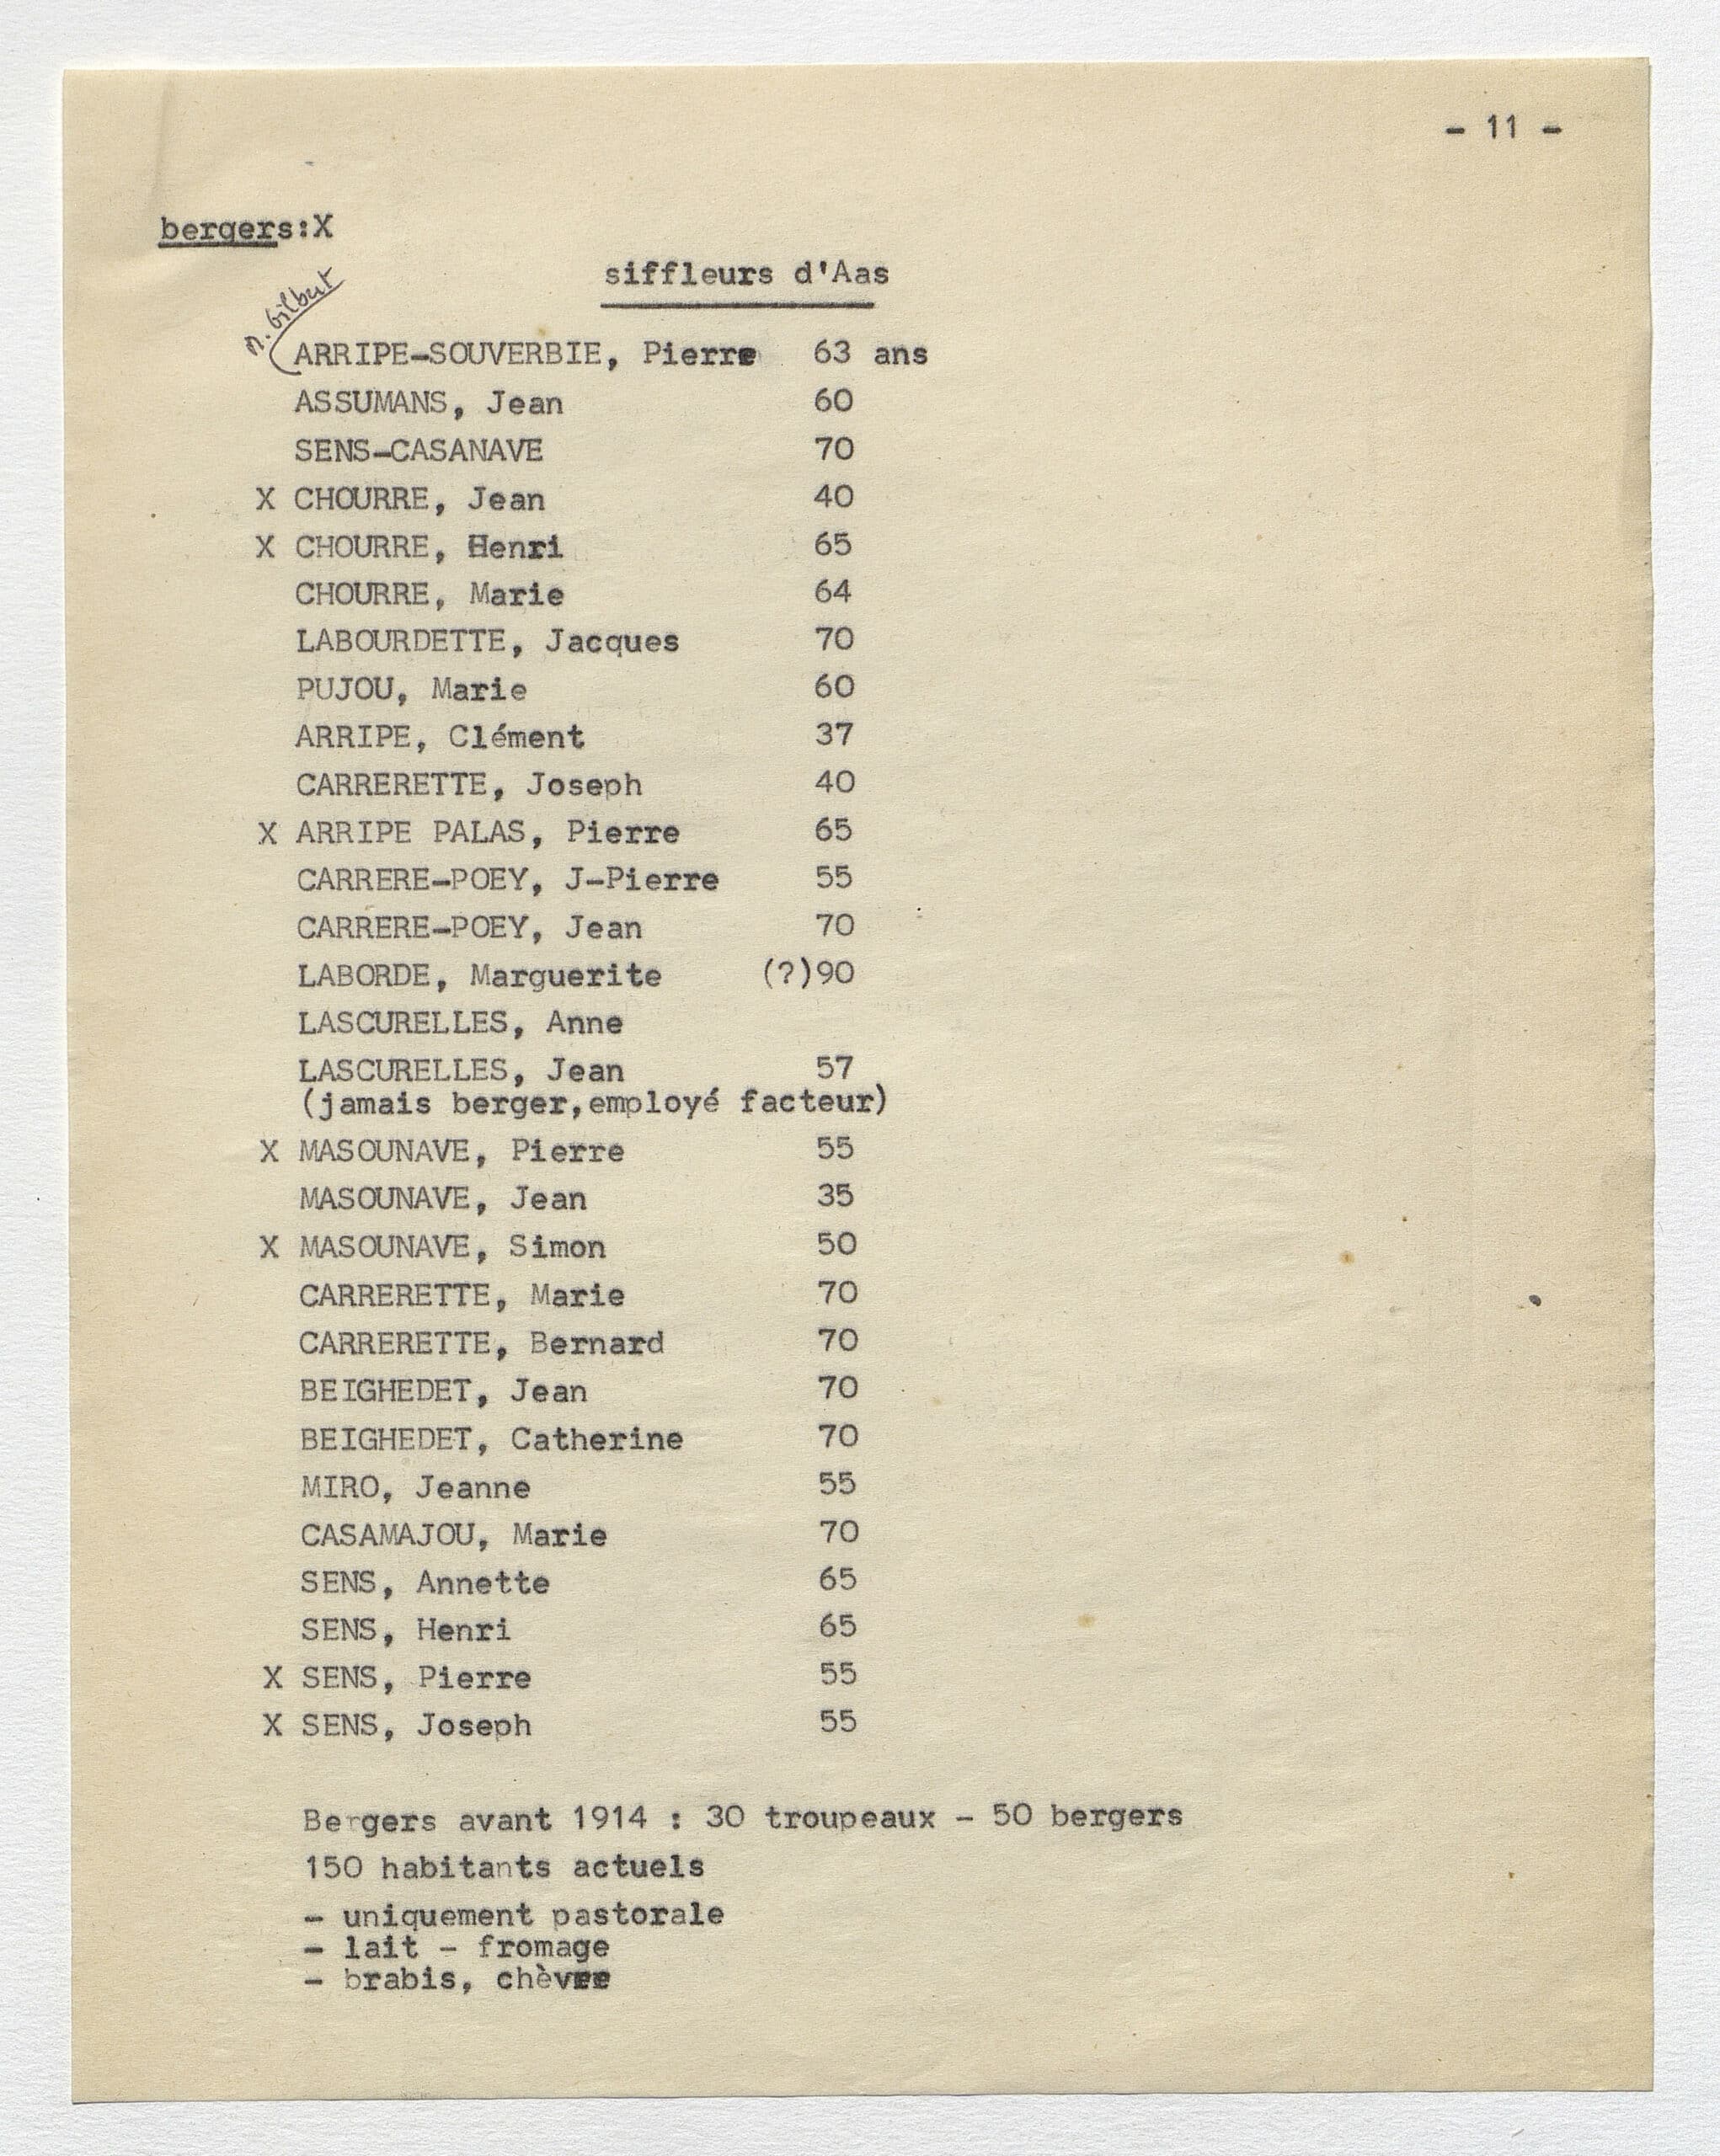 - 11 -
bergers:X
siffleurs d'Aas
n. Gilbert
ARRIPE-SOUVERBIE, Pierre 63 ans
ASSUMANS, Jean 60
SENS-CASANAVE 70
X CHOURRE, Jean 40
X CHOURRE, Henri 65
CHOURRE, Marie 64
LABOURDETTE, Jacques 70
PUJOU, Marie 60
ARRIPE, Clément 37
CARRERETTE, Joseph 40
X ARRIPE PALAS, Pierre 65
CARRERE-POEY, J-Pierre 55
CARRERE-POEY, Jean 70
LABORDE, Marguerite (?)90
LASCURELLES, Anne
LASCURELLES, Jean 57
(jamais berger,employé facteur)
X MASOUNAVE, Pierre 55
MASOUNAVE, Jean 35
X MASOUNAVE, Simon 50
CARRERETTE, Marie 70
CARRERETTE, Bernard 70
BEIGHEDET, Jean 70
BEIGHEDET, Catherine 70
MIRO, Jeanne 55
CASAMAJOU, Marie 70
SENS, Annette 65
SENS, Henri 65
X SENS, Pierre 55
X SENS, Joseph 55
Bergers avant 1914 : 30 troupeaux - 50 bergers
150 habitants actuels
- uniquement pastorale
- lait - fromage
- brabis, chèvre